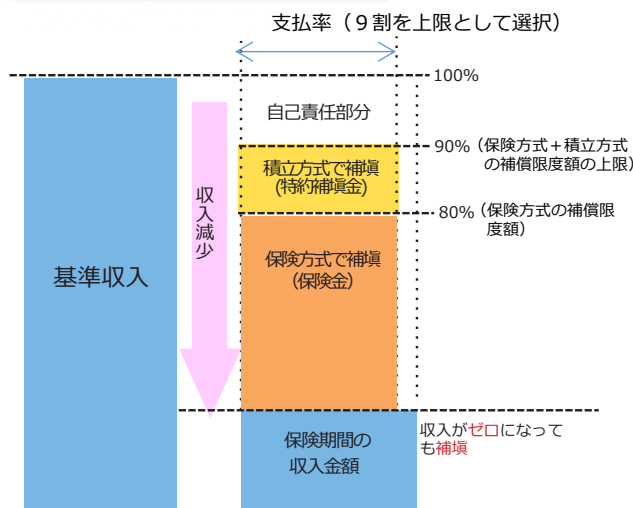 支払率（９割を上限として選択）
100%
自己責任部分
90%（保険方式＋積立方式
の補償限度額の上限）
積立方式で補塡
(特約補塡金)
80%（保険方式の補償限
度額）
収入減少
基準収入
保険方式で補塡
（保険金）
保険期間の
収入金額
収入がゼロになって
も補塡